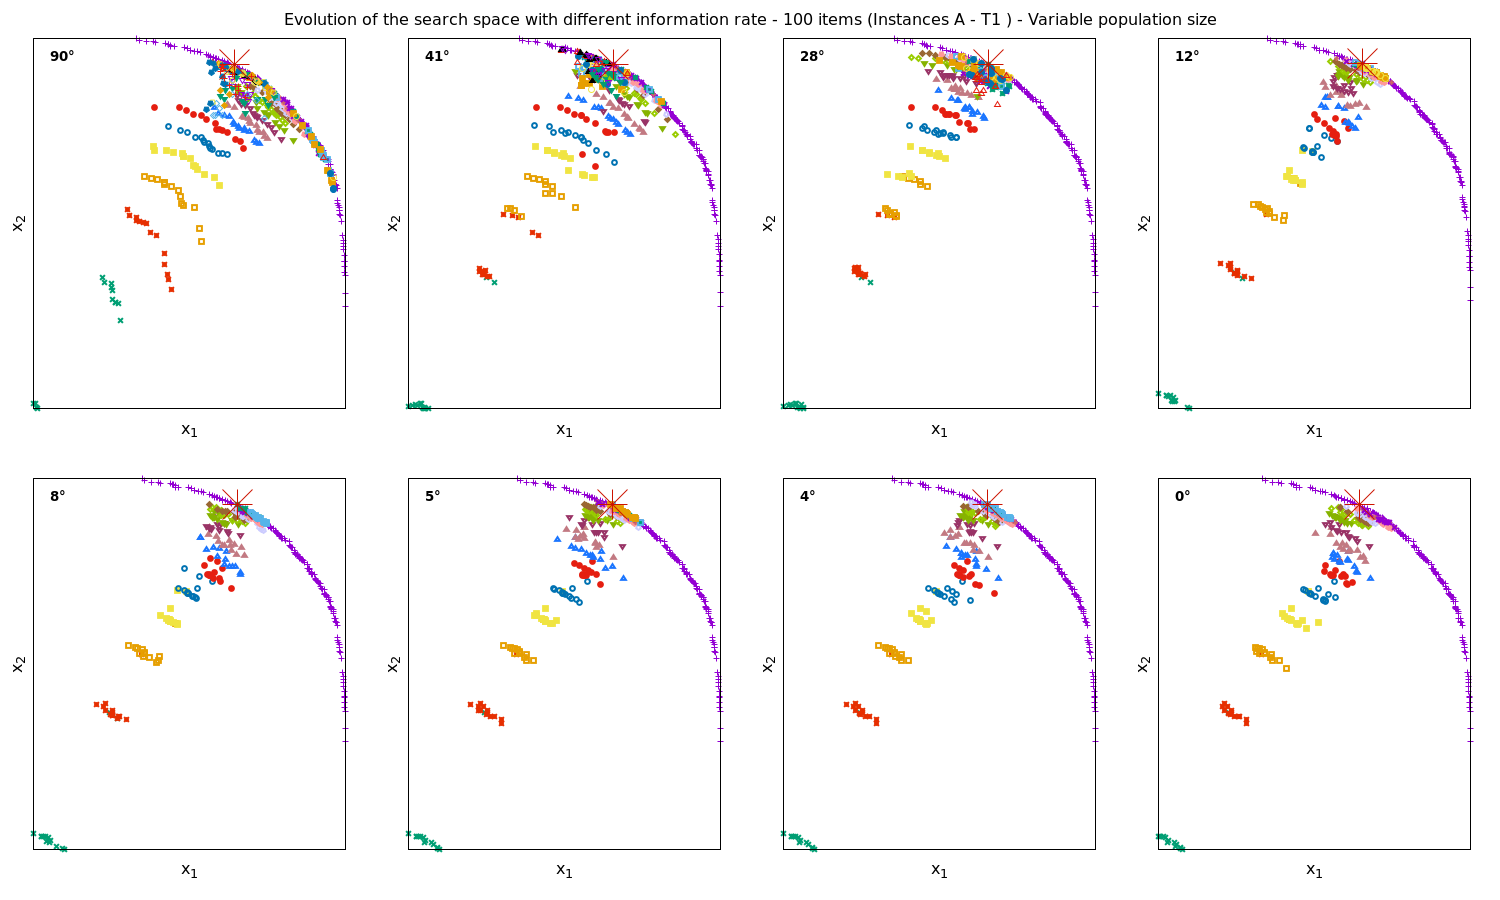 Evolution of the search space with different information rate - 100 items (Instances A - T1 ) - Variable population size
90°
41°
28°
12°
x₂
x₂
x₂
x₂
x₁
x₁
x₁
x₁
8°
5°
4°
0°
x₂
x₂
x₂
x₂
x₁
x₁
x₁
x₁